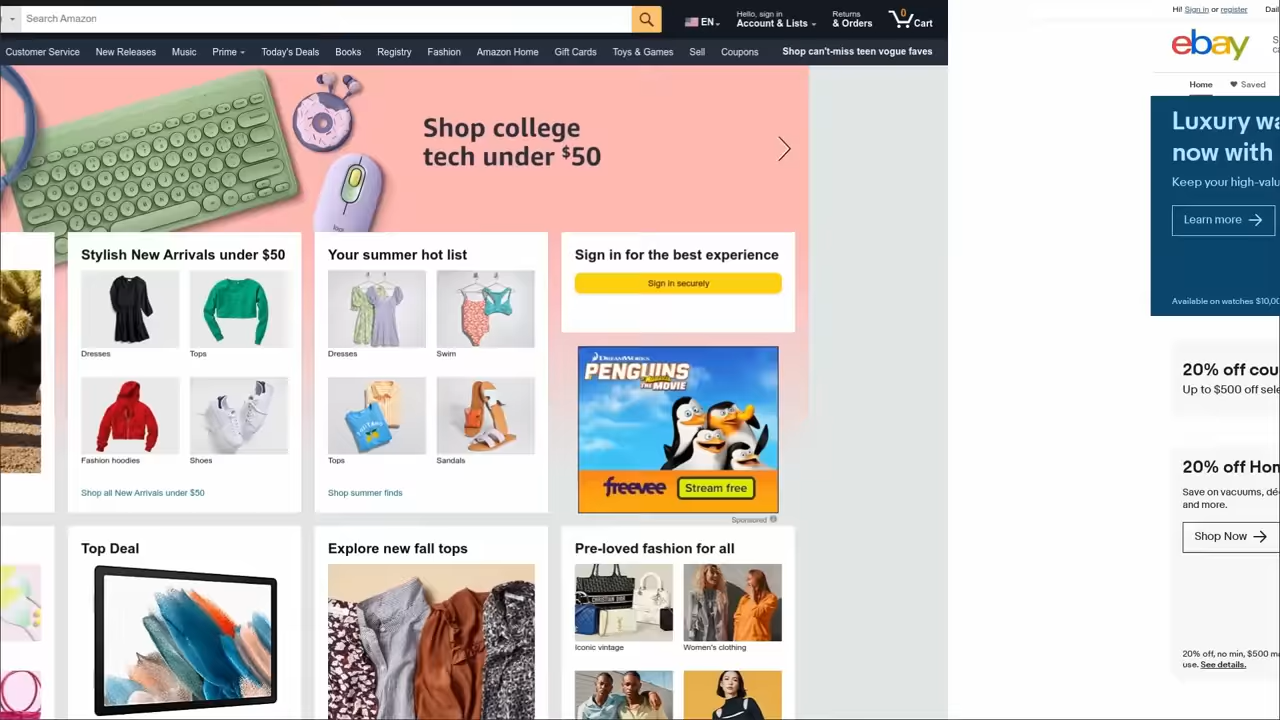 Search Amazon
EN
Hello, sign in
Account & Lists
Returns
& Orders
0
Cart
Customer Service
New Releases
Music
Prime
Today's Deals
Books
Registry
Fashion
Amazon Home
Gift Cards
Toys & Games
Sell
Coupons
Shop can't-miss teen vogue faves
Shop college
tech under $50
Stylish New Arrivals under $50
Dresses
Tops
Fashion hoodies
Shoes
Shop all New Arrivals under $50
Your summer hot list
Dresses
Swim
Tops
Sandals
Shop summer finds
Sign in for the best experience
Sign in securely
DREAMWORKS
PENGUINS
THE MOVIE
freevee
Stream free
Sponsored
Top Deal
Explore new fall tops
Pre-loved fashion for all
Iconic vintage
Women's clothing
Hi! Sign in or register
Dail
ebay
Home
Saved
Luxury wa
now with
Keep your high-valu
Learn more
Available on watches $10,00
20% off cou
Up to $500 off sele
20% off Hon
Save on vacuums, dé
and more.
Shop Now
20% off, no min, $500 ma
use. See details.